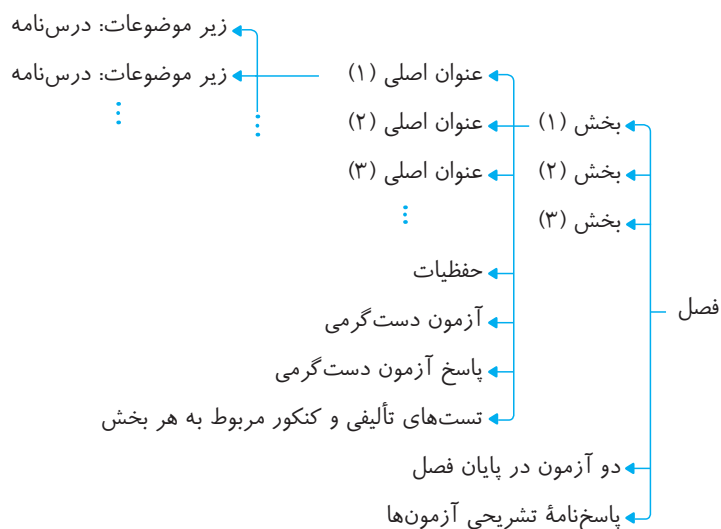 زیر موضوعات: درس‌نامه
عنوان اصلی (۱) زیر موضوعات: درس‌نامه
بخش (۱) عنوان اصلی (۲)
بخش (۲) عنوان اصلی (۳)
بخش (۳)
حفظیات
فصل
آزمون دست‌گرمی
پاسخ آزمون دست‌گرمی
تست‌های تألیفی و کنکور مربوط به هر بخش
دو آزمون در پایان فصل
پاسخ‌نامهٔ تشریحی آزمون‌ها